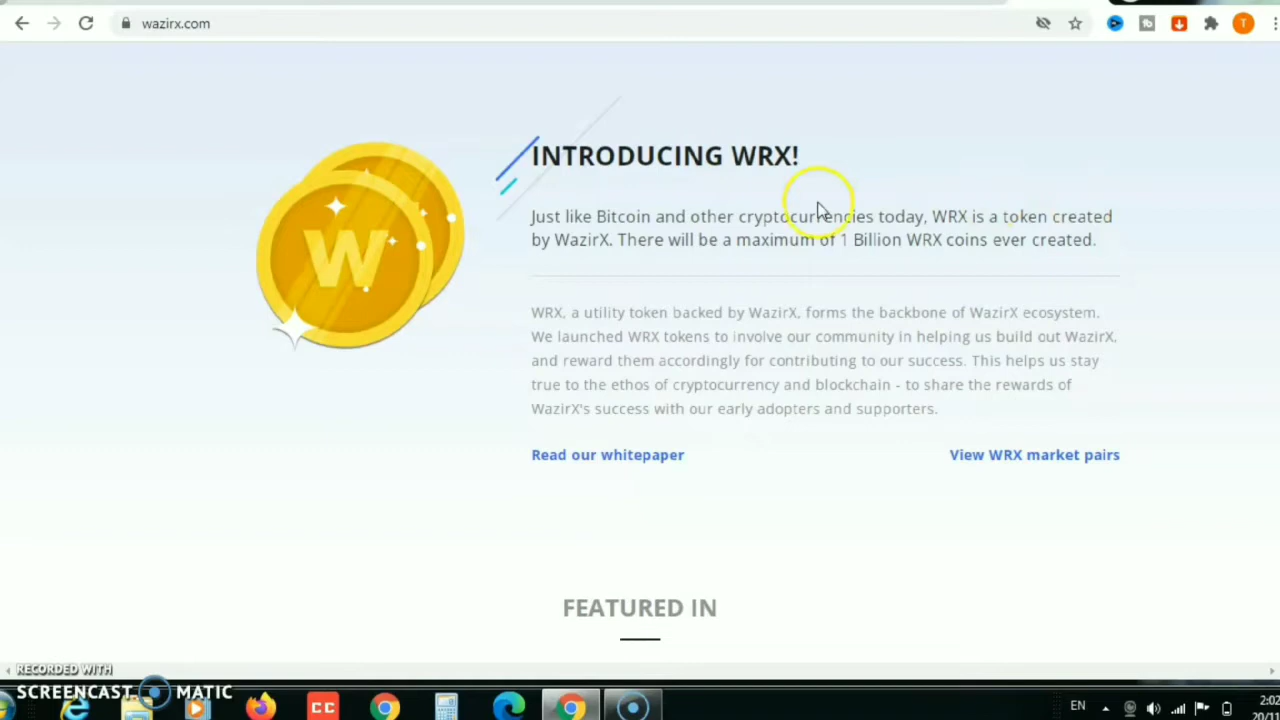 wazirx.com
T
INTRODUCING WRX!
Just like Bitcoin and other cryptocurrencies today, WRX is a token created
by WazirX. There will be a maximum of 1 Billion WRX coins ever created.
W
WRX, a utility token backed by WazirX, forms the backbone of WazirX ecosystem.
We launched WRX tokens to involve our community in helping us build out WazirX,
and reward them accordingly for contributing to our success. This helps us stay
true to the ethos of cryptocurrency and blockchain - to share the rewards of
WazirX's success with our early adopters and supporters.
Read our whitepaper
View WRX market pairs
FEATURED IN
RECORDED WITH
SCREENCAST MATIC
CC
EN
2:02
20/11